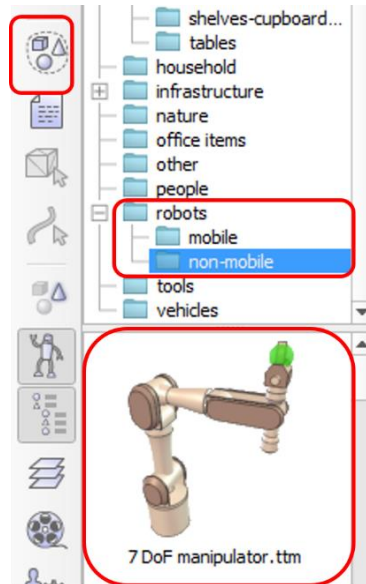 shelves-cupboard...
tables
household
infrastructure
nature
office items
other
people
robots
mobile
non-mobile
tools
vehicles
7 DoF manipulator.ttm